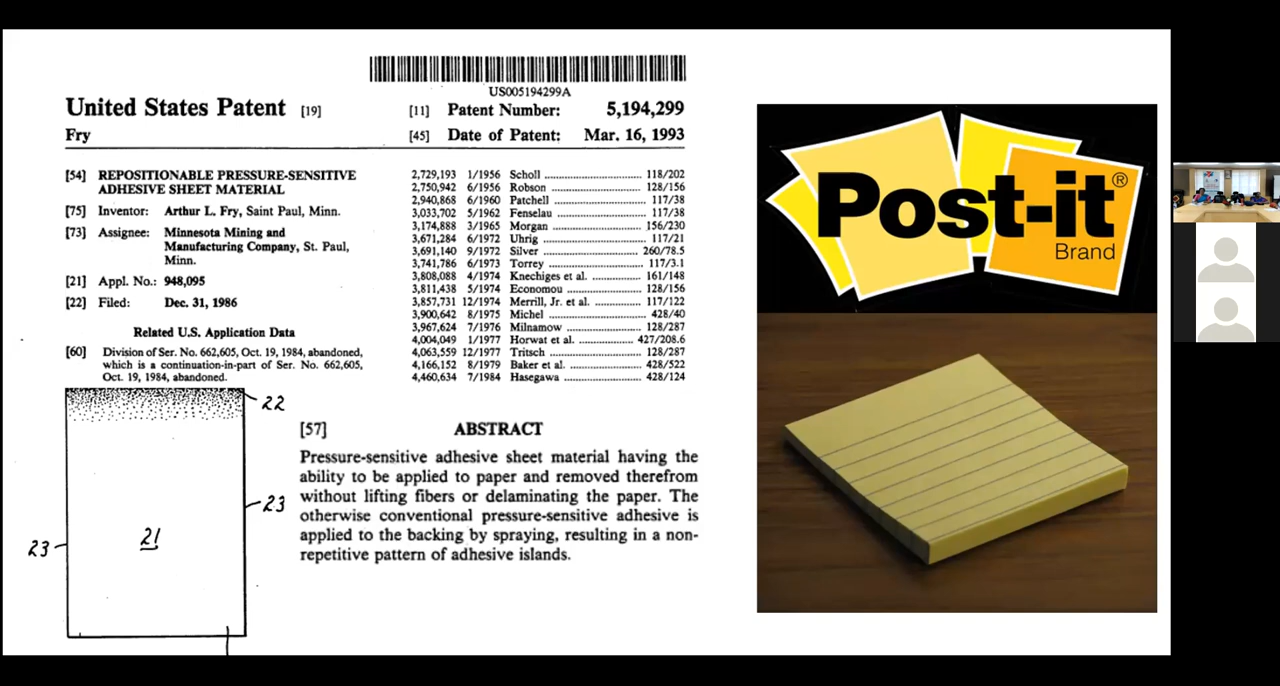 US005194299A
United States Patent [19]
Fry
[11] Patent Number: 5,194,299
[45] Date of Patent: Mar. 16, 1993
[54] REPOSITIONABLE PRESSURE-SENSITIVE
ADHESIVE SHEET MATERIAL
[75] Inventor: Arthur L. Fry, Saint Paul, Minn.
[73] Assignee: Minnesota Mining and
Manufacturing Company, St. Paul,
Minn.
[21] Appl. No.: 948,095
[22] Filed: Dec. 31, 1986
Related U.S. Application Data
[60] Division of Ser. No. 662,605, Oct. 19, 1984, abandoned,
which is a continuation-in-part of Ser. No. 662,605,
Oct. 19, 1984, abandoned.
2,729,193 1/1956 Scholl 118/202
2,750,942 6/1956 Robson 128/156
2,940,868 6/1960 Patchell 117/38
3,033,702 5/1962 Fenselau 117/38
3,174,888 3/1965 Morgan 156/230
3,671,284 6/1972 Uhrig 117/21
3,691,140 9/1972 Silver 260/78.5
3,741,786 6/1973 Torrey 117/3.1
3,808,088 4/1974 Knechiges et al. 161/148
3,811,438 5/1974 Economou 128/156
3,857,731 12/1974 Merrill, Jr. et al. 117/122
3,900,642 8/1975 Michel 428/40
3,967,624 7/1976 Milnamow 128/287
4,004,049 1/1977 Horwat et al. 427/208.6
4,063,559 12/1977 Tritsch 128/287
4,166,152 8/1979 Baker et al. 428/522
4,460,634 7/1984 Hasegawa 428/124
22
23
21
23
[57] ABSTRACT
Pressure-sensitive adhesive sheet material having the
ability to be applied to paper and removed therefrom
without lifting fibers or delaminating the paper. The
otherwise conventional pressure-sensitive adhesive is
applied to the backing by spraying, resulting in a non-
repetitive pattern of adhesive islands.
Post-it®
Brand